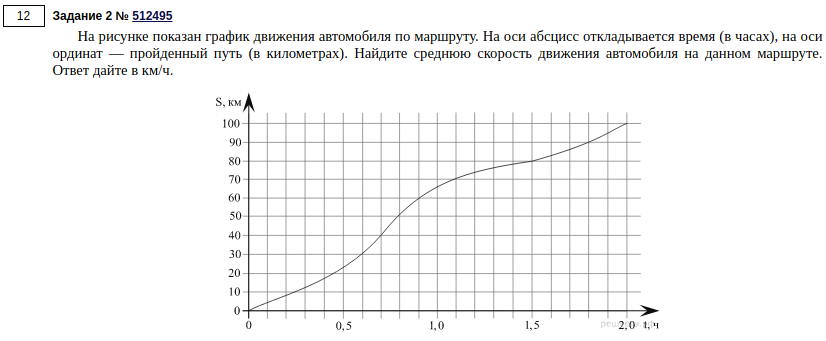 12 Задание 2 № 512495
На рисунке показан график движения автомобиля по маршруту. На оси абсцисс откладывается время (в часах), на оси
ординат — пройденный путь (в километрах). Найдите среднюю скорость движения автомобиля на данном маршруте.
Ответ дайте в км/ч.
S, км
100
90
80
70
60
50
40
30
20
10
0
0 0,5 1,0 1,5 2,0 t, ч